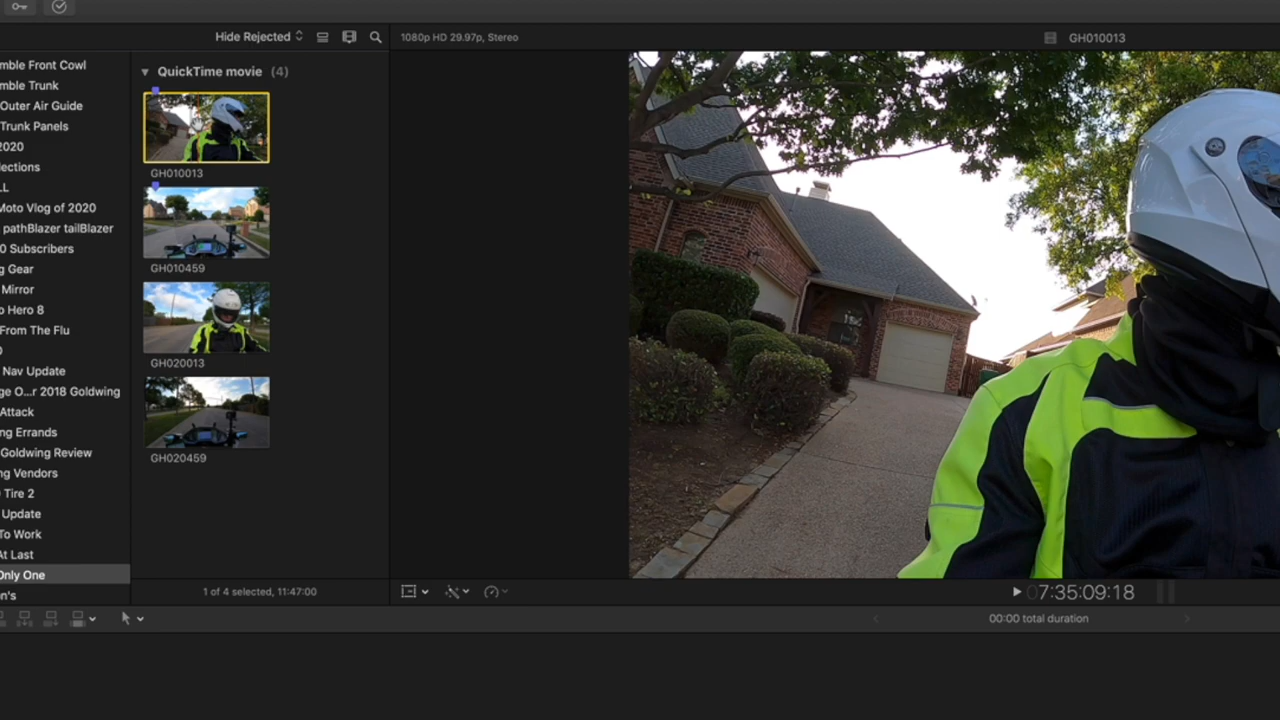 Hide Rejected
1080p HD 29.97p, Stereo
GH010013
mble Front Cowl
mble Trunk
Outer Air Guide
Trunk Panels
2020
lections
LL
Moto Vlog of 2020
pathBlazer tailBlazer
0 Subscribers
g Gear
Mirror
o Hero 8
From The Flu
0
Nav Update
ge O...r 2018 Goldwing
Attack
ng Errands
Goldwing Review
ng Vendors
Tire 2
Update
To Work
At Last
Only One
n's
QuickTime movie (4)
GH010013
GH010459
GH020013
GH020459
1 of 4 selected, 11:47:00
07:35:09:18
00:00 total duration